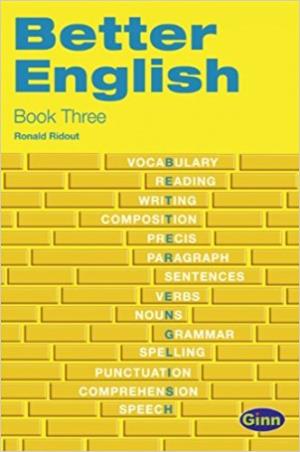 Better
English
Book Three
Ronald Ridout
VOCABULARY
READING
WRITING
COMPOSITION
PRECIS
PARAGRAPH
SENTENCES
VERBS
NOUNS
GRAMMAR
SPELLING
PUNCTUATION
COMPREHENSION
SPEECH
Ginn